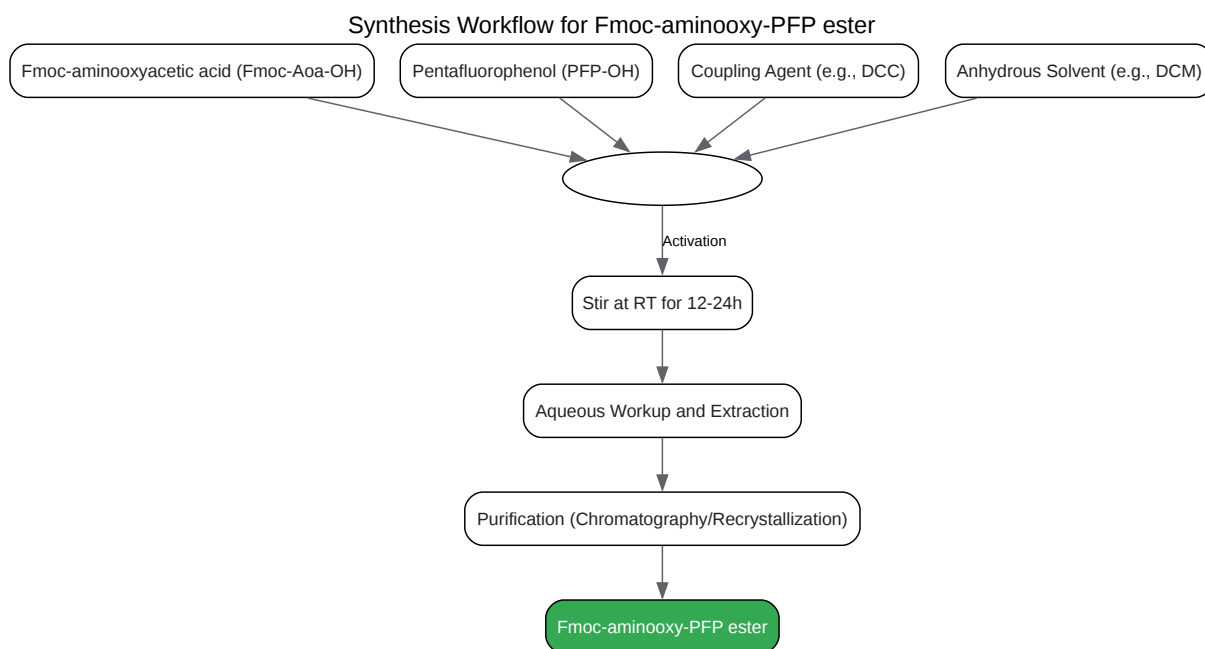 Synthesis Workflow for Fmoc-aminooxy-PFP ester
Fmoc-aminooxyacetic acid (Fmoc-Aoa-OH)
Pentafluorophenol (PFP-OH)
Coupling Agent (e.g., DCC)
Anhydrous Solvent (e.g., DCM)
Activation
Stir at RT for 12-24h
Aqueous Workup and Extraction
Purification (Chromatography/Recrystallization)
Fmoc-aminooxy-PFP ester